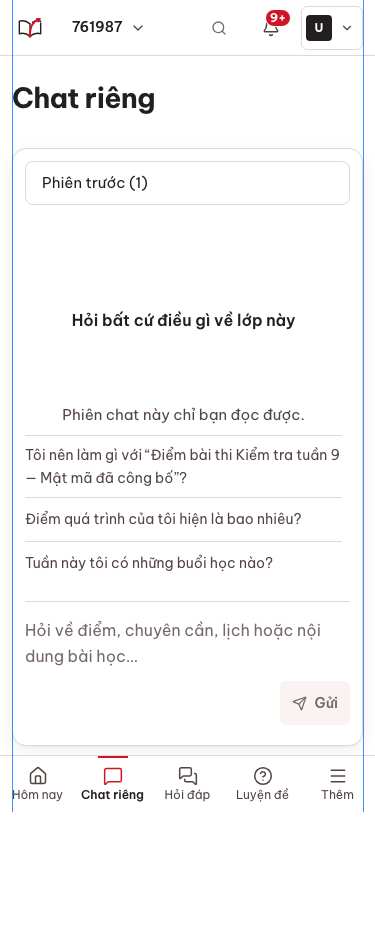 761987
9+
U
Chat riêng
Phiên trước (1)
Hỏi bất cứ điều gì về lớp này
Phiên chat này chỉ bạn đọc được.
Tôi nên làm gì với “Điểm bài thi Kiểm tra tuần 9
— Mật mã đã công bố”?
Điểm quá trình của tôi hiện là bao nhiêu?
Tuần này tôi có những buổi học nào?
Hỏi về điểm, chuyên cần, lịch hoặc nội
dung bài học...
Gửi
Hôm nay
Chat riêng
Hỏi đáp
Luyện đề
Thêm